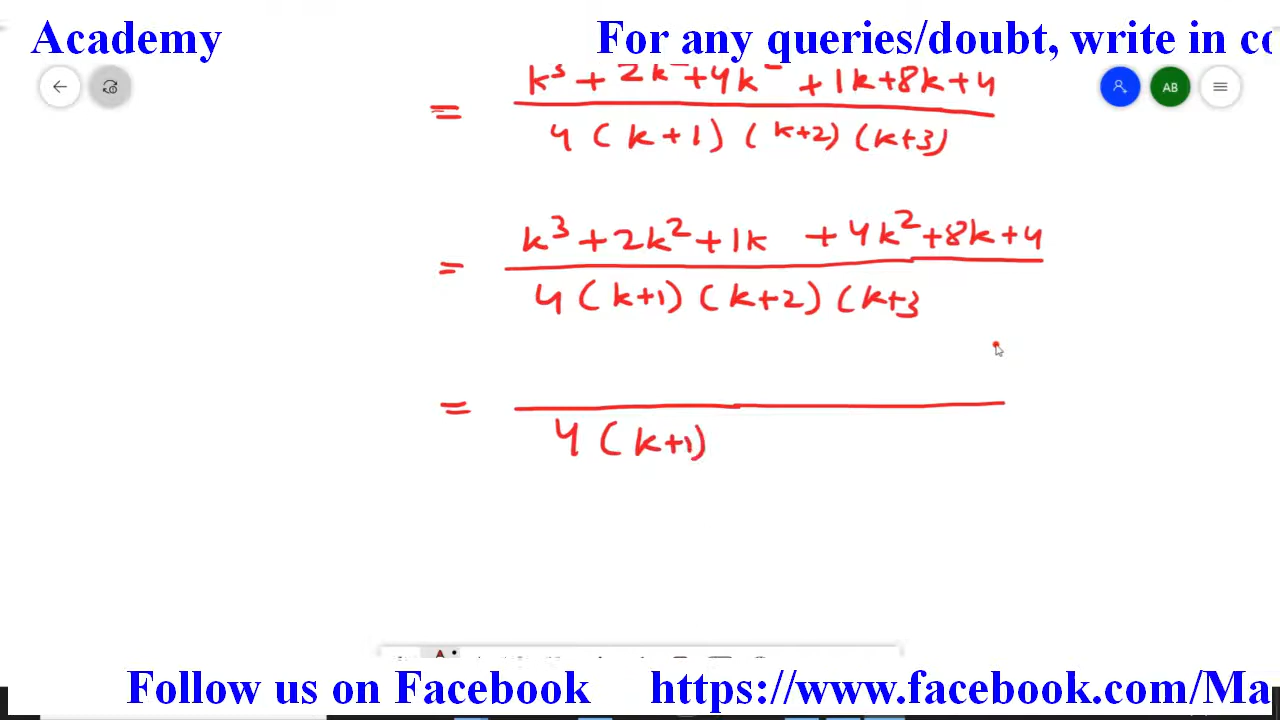 Academy For any queries/doubt, write in co
k³ + 2k² + 4k² + 1k + 8k + 4
= 4 ( k + 1 ) ( k+2) (k+3)
AB
k³ + 2k² + 1k + 4k² + 8k + 4
= 4 ( k+1) ( k+2 ) ( k+3
= 4 ( k+1)
Follow us on Facebook https://www.facebook.com/Ma